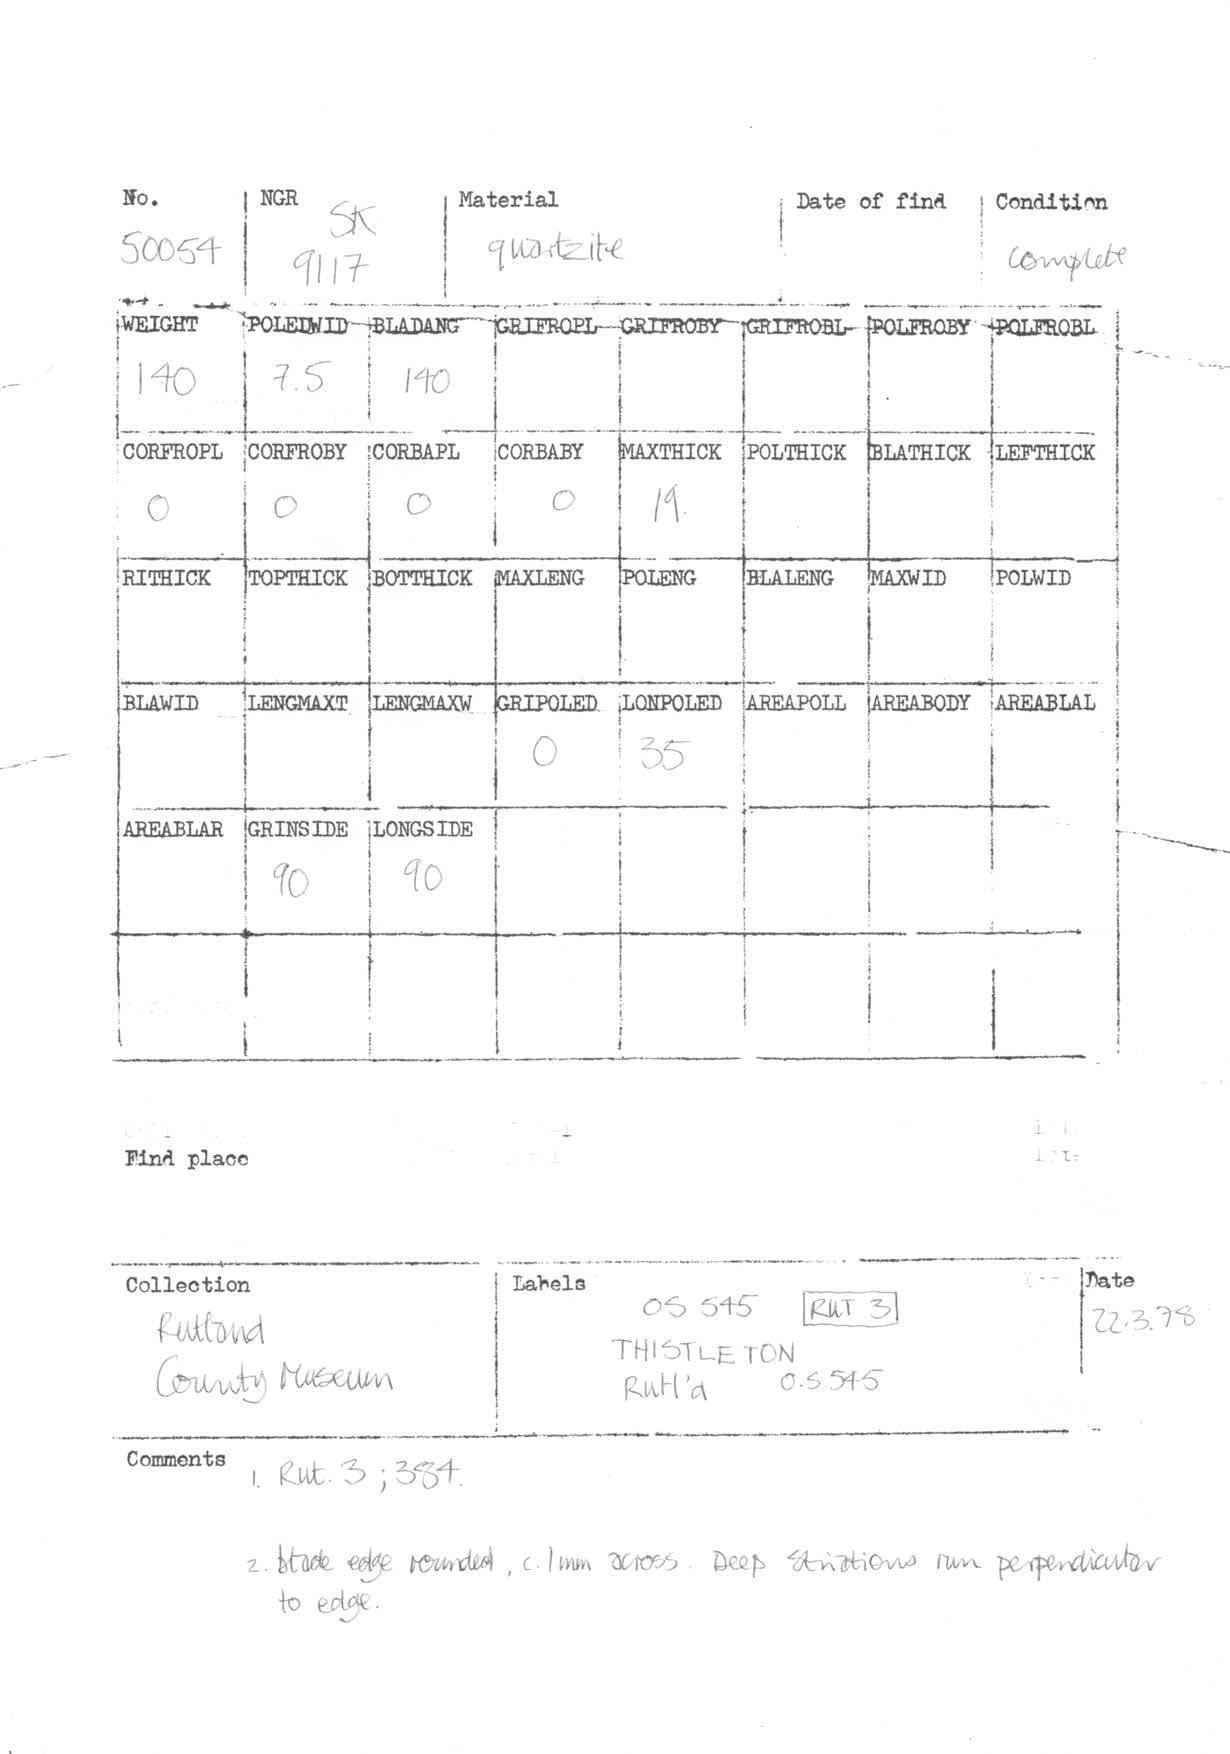 No. NGR Material Date of find Condition
50054 SK 9117 quartzite complete
WEIGHT POLEDWID BLADANG GRIFROPL GRIFROBY GRIFROBL POLFROBY POLFROBL
140 7.5 140
CORFROPL CORFROBY CORBAPL CORBABY MAXTHICK POLTHICK BLATHICK LEFTHICK
0 0 0 0 19.
RITHICK TOPTHICK BOTTHICK MAXLENG POLENG BLALENG MAXWID POLWID
BLAWID LENGMAXT LENGMAXW GRIPOLED LONPOLED AREAPOLL AREABODY AREABLAL
0 35
AREABLAR GRINSIDE LONGSIDE
90 90
Find place
Collection Labels Date
OS 545 RUT 3 22.3.78
Rutland THISTLETON
County Museum Rutl'd O.S.545
Comments 1. Rut. 3 ; 384.
2. blade edge rounded, c. 1mm across. Deep striations run perpendicular
to edge.